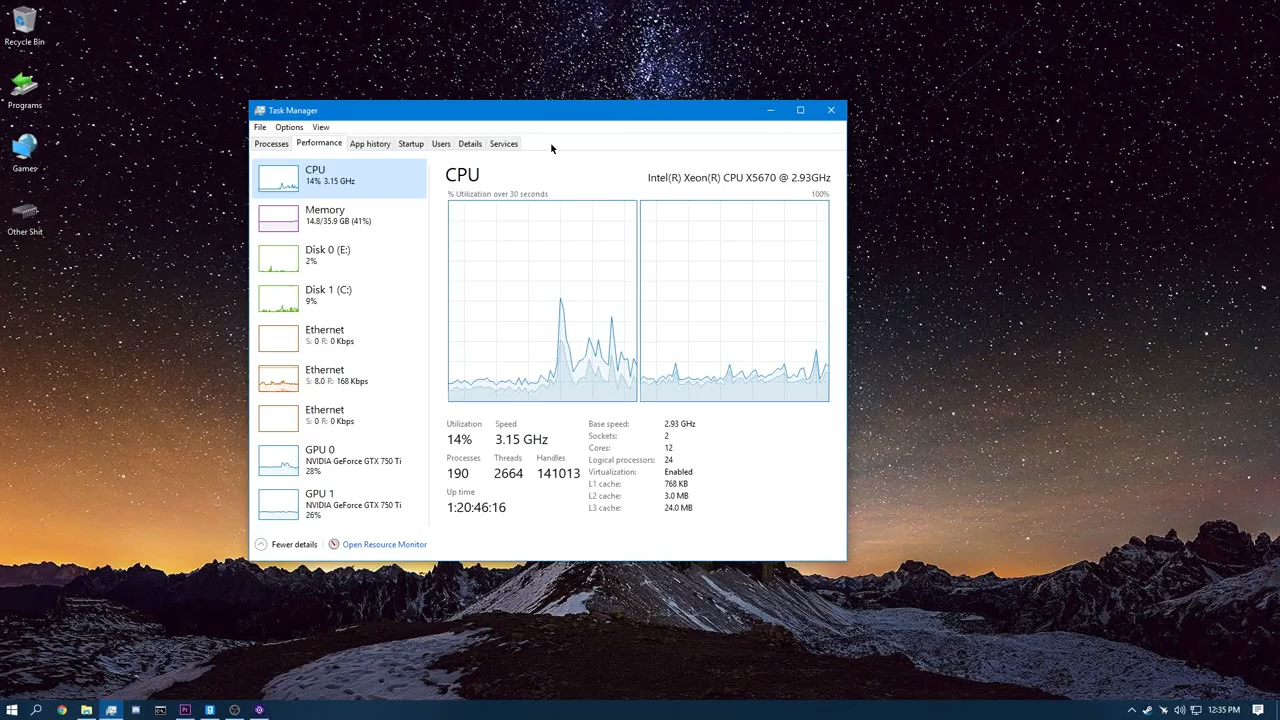 Recycle Bin
Programs
Games
Other Shit
Task Manager
File Options View
Processes Performance App history Startup Users Details Services
CPU
14% 3.15 GHz
Memory
14.8/35.9 GB (41%)
Disk 0 (E:)
2%
Disk 1 (C:)
9%
Ethernet
S: 0 R: 0 Kbps
Ethernet
S: 8.0 R: 168 Kbps
Ethernet
S: 0 R: 0 Kbps
GPU 0
NVIDIA GeForce GTX 750 Ti
28%
GPU 1
NVIDIA GeForce GTX 750 Ti
26%
CPU Intel(R) Xeon(R) CPU X5670 @ 2.93GHz
% Utilization over 30 seconds 100%
Utilization Speed
14% 3.15 GHz
Processes Threads Handles
190 2664 141013
Up time
1:20:46:16
Base speed: 2.93 GHz
Sockets: 2
Cores: 12
Logical processors: 24
Virtualization: Enabled
L1 cache: 768 KB
L2 cache: 3.0 MB
L3 cache: 24.0 MB
Fewer details Open Resource Monitor
Pr
12:35 PM